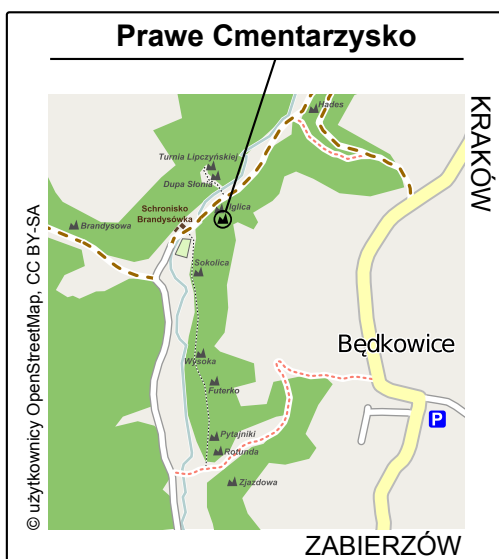 Prawe Cmentarzysko
Hades
Turnia Lipczyńskiej
Dupa Słonia
Iglica
Schronisko
Brandysówka
Brandysowa
Sokolica
Wysoka
Futerko
Pytajniki
Rotunda
Zjazdowa
Będkowice
P
KRAKÓW
ZABIERZÓW
© użytkownicy OpenStreetMap, CC BY-SA